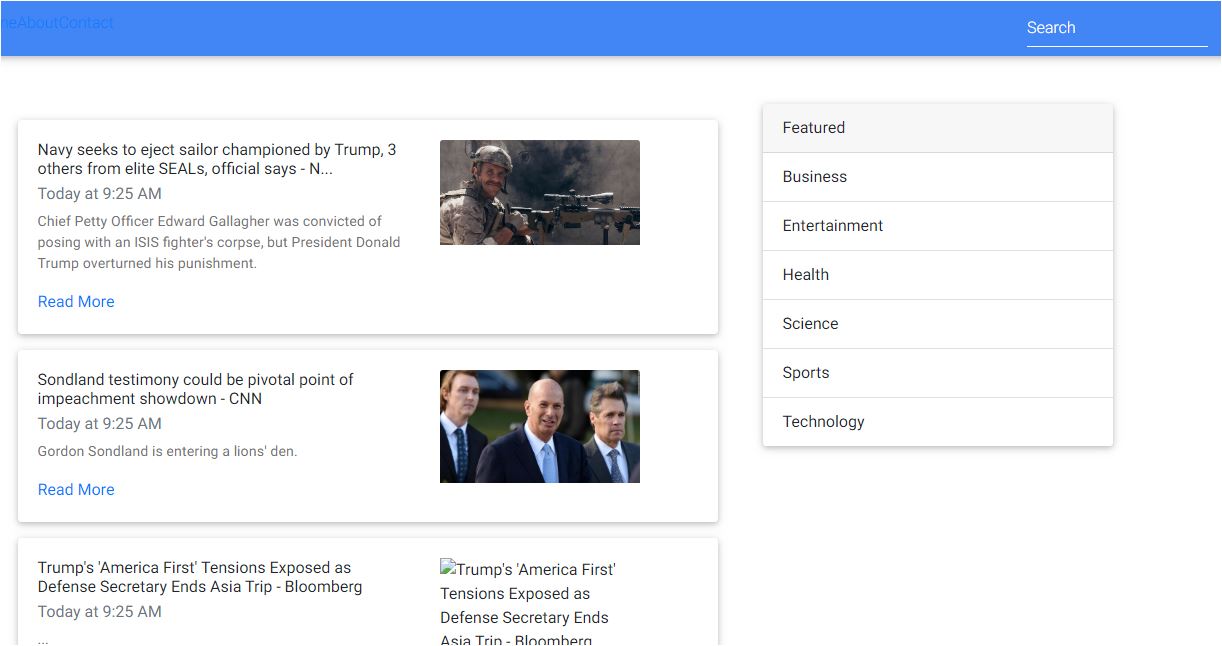 neAboutContact
Search
Navy seeks to eject sailor championed by Trump, 3
others from elite SEALs, official says - N...
Today at 9:25 AM
Chief Petty Officer Edward Gallagher was convicted of
posing with an ISIS fighter's corpse, but President Donald
Trump overturned his punishment.
Read More
Sondland testimony could be pivotal point of
impeachment showdown - CNN
Today at 9:25 AM
Gordon Sondland is entering a lions' den.
Read More
Trump's 'America First' Tensions Exposed as
Defense Secretary Ends Asia Trip - Bloomberg
Today at 9:25 AM
...
Trump's 'America First'
Tensions Exposed as
Defense Secretary Ends
Asia Trip - Bloomberg
Featured
Business
Entertainment
Health
Science
Sports
Technology